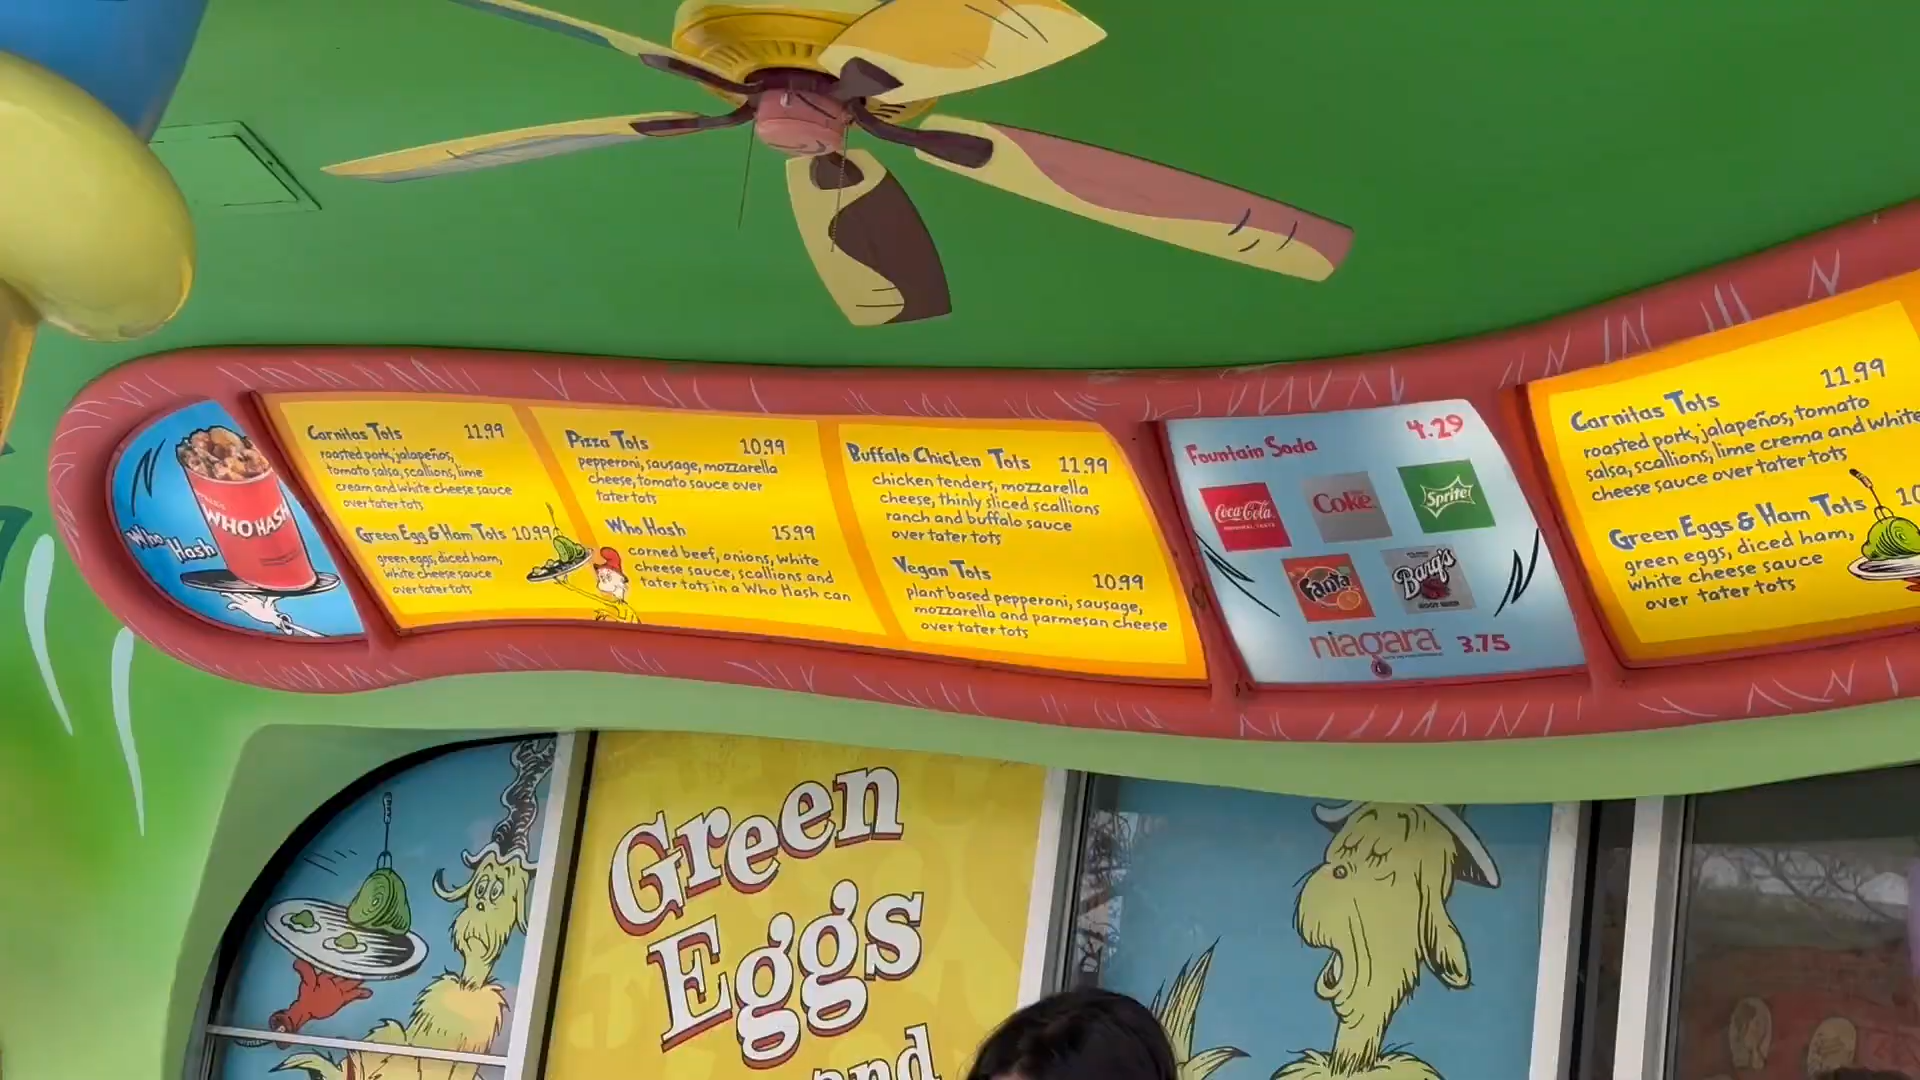 Who Hash
WHO HASH
Carnitas Tots 11.99
roasted pork, jalapeños,
tomato salsa, scallions, lime
cream and white cheese sauce
over tater tots
Green Egg & Ham Tots 10.99
green eggs, diced ham,
white cheese sauce
over tater tots
Pizza Tots 10.99
pepperoni, sausage, mozzarella
cheese, tomato sauce over
tater tots
Who Hash 15.99
corned beef, onions, white
cheese sauce, scallions and
tater tots in a Who Hash can
Buffalo Chicken Tots 11.99
chicken tenders, mozzarella
cheese, thinly sliced scallions
ranch and buffalo sauce
over tater tots
Vegan Tots 10.99
plant based pepperoni, sausage,
mozzarella and parmesan cheese
over tater tots
Fountain Soda 4.29
Coca-Cola
ORIGINAL TASTE
Coke
Sprite
Fanta
Barq's
ROOT BEER
niagara 3.75
Carnitas Tots 11.99
roasted pork, jalapeños, tomato
salsa, scallions, lime crema and white
cheese sauce over tater tots
Green Eggs & Ham Tots
green eggs, diced ham,
white cheese sauce
over tater tots
Green
Eggs
and